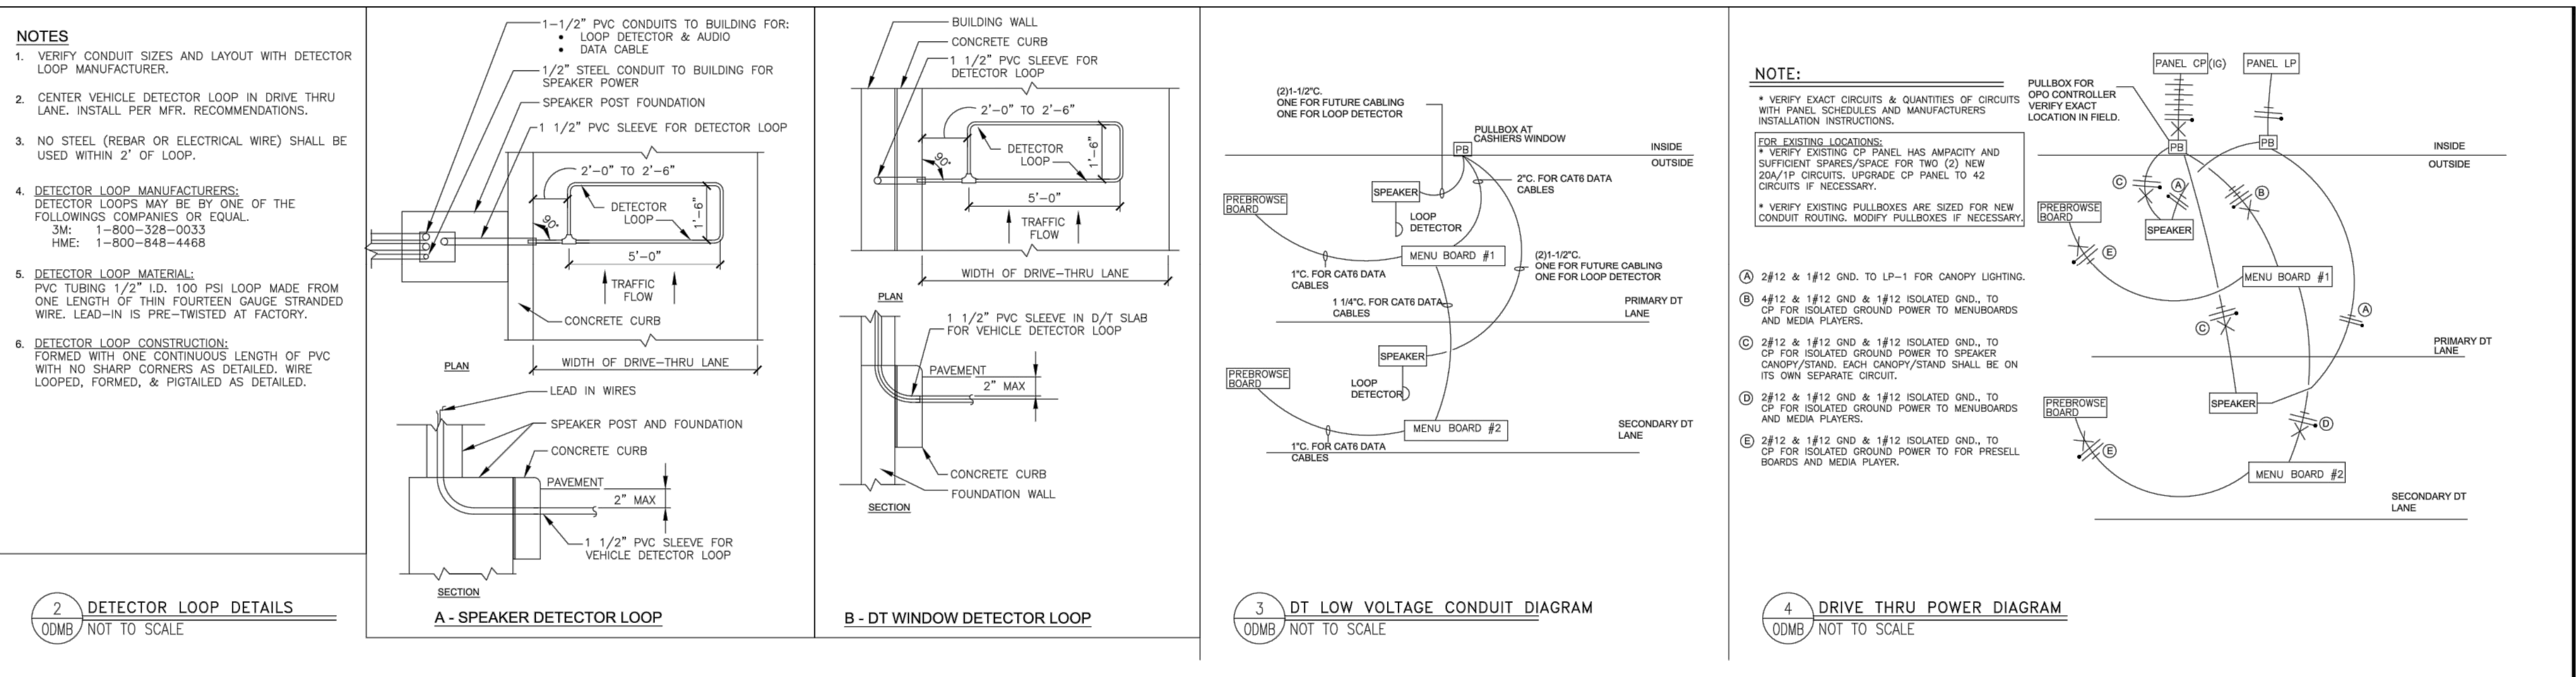 NOTES
1. VERIFY CONDUIT SIZES AND LAYOUT WITH DETECTOR
LOOP MANUFACTURER.
2. CENTER VEHICLE DETECTOR LOOP IN DRIVE THRU
LANE. INSTALL PER MFR. RECOMMENDATIONS.
3. NO STEEL (REBAR OR ELECTRICAL WIRE) SHALL BE
USED WITHIN 2' OF LOOP.
4. DETECTOR LOOP MANUFACTURERS:
DETECTOR LOOPS MAY BE BY ONE OF THE
FOLLOWINGS COMPANIES OR EQUAL.
3M: 1-800-328-0033
HME: 1-800-848-4468
5. DETECTOR LOOP MATERIAL:
PVC TUBING 1/2" I.D. 100 PSI LOOP MADE FROM
ONE LENGTH OF THIN FOURTEEN GAUGE STRANDED
WIRE. LEAD-IN IS PRE-TWISTED AT FACTORY.
6. DETECTOR LOOP CONSTRUCTION:
FORMED WITH ONE CONTINUOUS LENGTH OF PVC
WITH NO SHARP CORNERS AS DETAILED. WIRE
LOOPED, FORMED, & PIGTAILED AS DETAILED.
2
ODMB
DETECTOR LOOP DETAILS
NOT TO SCALE
1-1/2" PVC CONDUITS TO BUILDING FOR:
• LOOP DETECTOR & AUDIO
• DATA CABLE
1/2" STEEL CONDUIT TO BUILDING FOR
SPEAKER POWER
SPEAKER POST FOUNDATION
1 1/2" PVC SLEEVE FOR DETECTOR LOOP
2'-0" TO 2'-6"
90°
DETECTOR
LOOP
1'-6"
5'-0"
TRAFFIC
FLOW
CONCRETE CURB
WIDTH OF DRIVE-THRU LANE
PLAN
LEAD IN WIRES
SPEAKER POST AND FOUNDATION
CONCRETE CURB
PAVEMENT
2" MAX
1 1/2" PVC SLEEVE FOR
VEHICLE DETECTOR LOOP
SECTION
A - SPEAKER DETECTOR LOOP
BUILDING WALL
CONCRETE CURB
1 1/2" PVC SLEEVE FOR
DETECTOR LOOP
2'-0" TO 2'-6"
90°
DETECTOR
LOOP
1'-6"
5'-0"
TRAFFIC
FLOW
WIDTH OF DRIVE-THRU LANE
PLAN
1 1/2" PVC SLEEVE IN D/T SLAB
FOR VEHICLE DETECTOR LOOP
PAVEMENT
2" MAX
CONCRETE CURB
FOUNDATION WALL
SECTION
B - DT WINDOW DETECTOR LOOP
(2)1-1/2"C.
ONE FOR FUTURE CABLING
ONE FOR LOOP DETECTOR
PULLBOX AT
CASHIERS WINDOW
PB
INSIDE
OUTSIDE
2"C. FOR CAT6 DATA
CABLES
SPEAKER
PREBROWSE
BOARD
LOOP
DETECTOR
MENU BOARD #1
1"C. FOR CAT6 DATA
CABLES
(2)1-1/2"C.
ONE FOR FUTURE CABLING
ONE FOR LOOP DETECTOR
1 1/4"C. FOR CAT6 DATA
CABLES
PRIMARY DT
LANE
SPEAKER
PREBROWSE
BOARD
LOOP
DETECTOR
MENU BOARD #2
SECONDARY DT
LANE
1"C. FOR CAT6 DATA
CABLES
3
ODMB
DT LOW VOLTAGE CONDUIT DIAGRAM
NOT TO SCALE
NOTE:
* VERIFY EXACT CIRCUITS & QUANTITIES OF CIRCUITS
WITH PANEL SCHEDULES AND MANUFACTURERS
INSTALLATION INSTRUCTIONS.
FOR EXISTING LOCATIONS:
* VERIFY EXISTING CP PANEL HAS AMPACITY AND
SUFFICIENT SPARES/SPACE FOR TWO (2) NEW
20A/1P CIRCUITS. UPGRADE CP PANEL TO 42
CIRCUITS IF NECESSARY.
* VERIFY EXISTING PULLBOXES ARE SIZED FOR NEW
CONDUIT ROUTING. MODIFY PULLBOXES IF NECESSARY.
A 2#12 & 1#12 GND. TO LP-1 FOR CANOPY LIGHTING.
B 4#12 & 1#12 GND & 1#12 ISOLATED GND., TO
CP FOR ISOLATED GROUND POWER TO MENUBOARDS
AND MEDIA PLAYERS.
C 2#12 & 1#12 GND & 1#12 ISOLATED GND., TO
CP FOR ISOLATED GROUND POWER TO SPEAKER
CANOPY/STAND. EACH CANOPY/STAND SHALL BE ON
ITS OWN SEPARATE CIRCUIT.
D 2#12 & 1#12 GND & 1#12 ISOLATED GND., TO
CP FOR ISOLATED GROUND POWER TO MENUBOARDS
AND MEDIA PLAYERS.
E 2#12 & 1#12 GND & 1#12 ISOLATED GND., TO
CP FOR ISOLATED GROUND POWER TO FOR PRESELL
BOARDS AND MEDIA PLAYER.
PANEL CP (IG)
PANEL LP
PULLBOX FOR
OPO CONTROLLER
VERIFY EXACT
LOCATION IN FIELD.
PB
PB
INSIDE
OUTSIDE
C
A
B
PREBROWSE
BOARD
SPEAKER
E
MENU BOARD #1
C
A
PRIMARY DT
LANE
PREBROWSE
BOARD
SPEAKER
D
E
MENU BOARD #2
SECONDARY DT
LANE
4
ODMB
DRIVE THRU POWER DIAGRAM
NOT TO SCALE